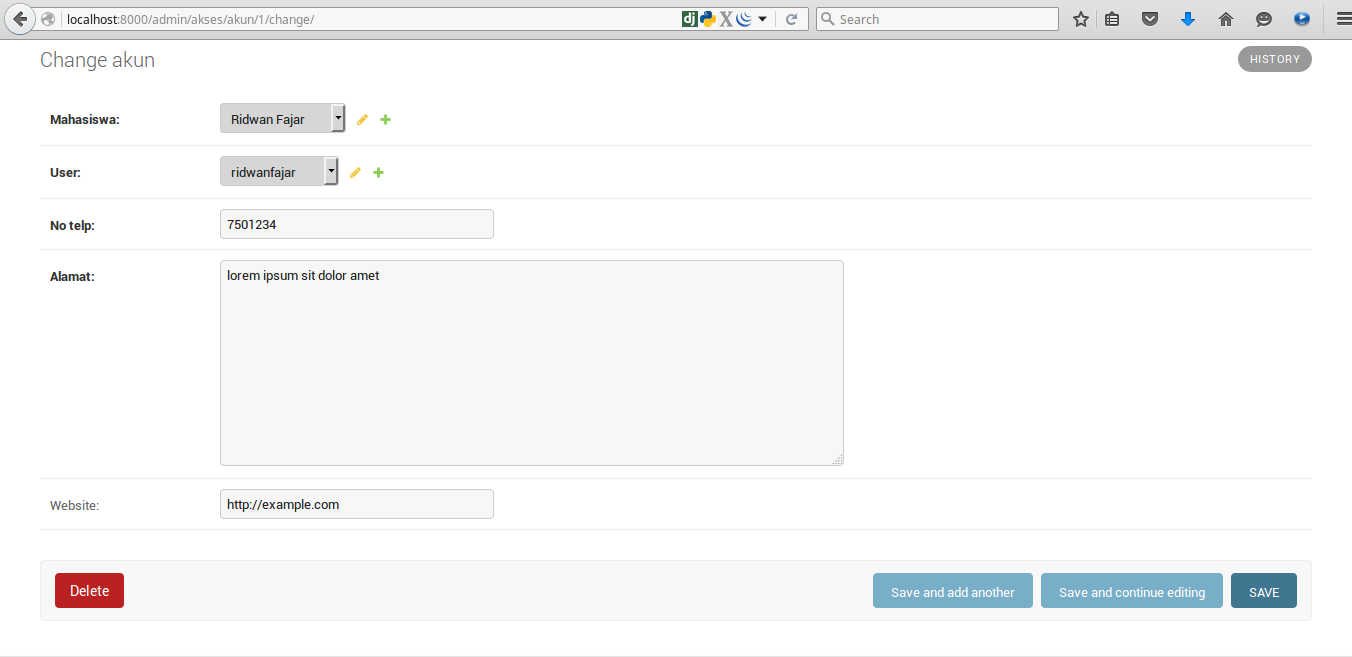 localhost:8000/admin/akses/akun/1/change/
dj
Search
Change akun
HISTORY
Mahasiswa: Ridwan Fajar
User: ridwanfajar
No telp: 7501234
Alamat: lorem ipsum sit dolor amet
Website: http://example.com
Delete
Save and add another
Save and continue editing
SAVE